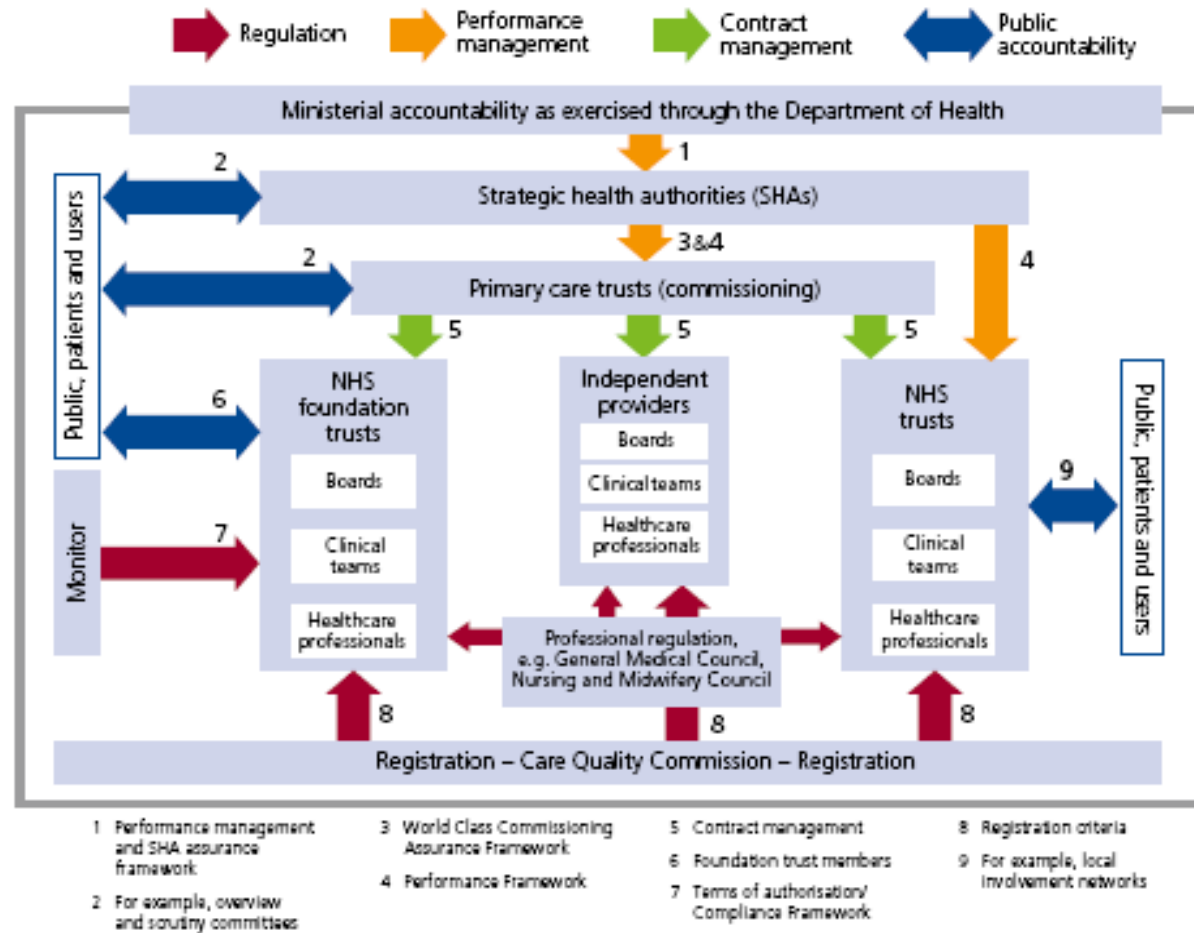 Regulation
Performance
management
Contract
management
Public
accountability
Ministerial accountability as exercised through the Department of Health
1
2
Strategic health authorities (SHAs)
Public, patients and users
3&4
4
2
Primary care trusts (commissioning)
5
5
5
NHS
foundation
trusts
Boards
Clinical
teams
Healthcare
professionals
Independent
providers
Boards
Clinical teams
Healthcare
professionals
NHS
trusts
Boards
Clinical
teams
Healthcare
professionals
6
9
Public, patients and users
Monitor
7
Professional regulation,
e.g. General Medical Council,
Nursing and Midwifery Council
8
8
8
Registration – Care Quality Commission – Registration
1 Performance management
and SHA assurance
framework
2 For example, overview
and scrutiny committees
3 World Class Commissioning
Assurance Framework
4 Performance Framework
5 Contract management
6 Foundation trust members
7 Terms of authorisation/
Compliance Framework
8 Registration criteria
9 For example, local
involvement networks